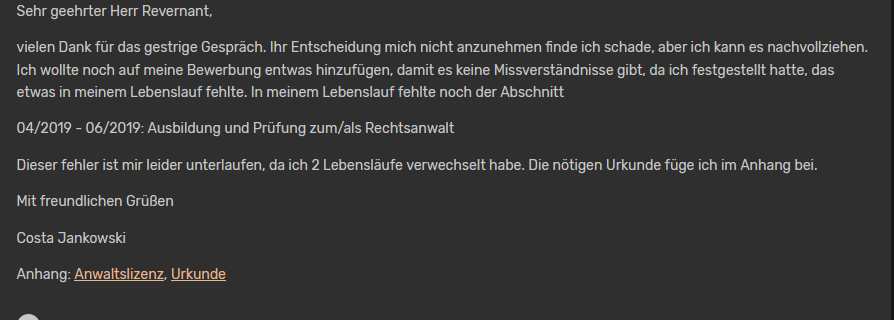 Sehr geehrter Herr Revernant,
vielen Dank für das gestrige Gespräch. Ihr Entscheidung mich nicht anzunehmen finde ich schade, aber ich kann es nachvollziehen.
Ich wollte noch auf meine Bewerbung entwas hinzufügen, damit es keine Missverständnisse gibt, da ich festgestellt hatte, das
etwas in meinem Lebenslauf fehlte. In meinem Lebenslauf fehlte noch der Abschnitt
04/2019 - 06/2019: Ausbildung und Prüfung zum/als Rechtsanwalt
Dieser fehler ist mir leider unterlaufen, da ich 2 Lebensläufe verwechselt habe. Die nötigen Urkunde füge ich im Anhang bei.
Mit freundlichen Grüßen
Costa Jankowski
Anhang: Anwaltslizenz, Urkunde